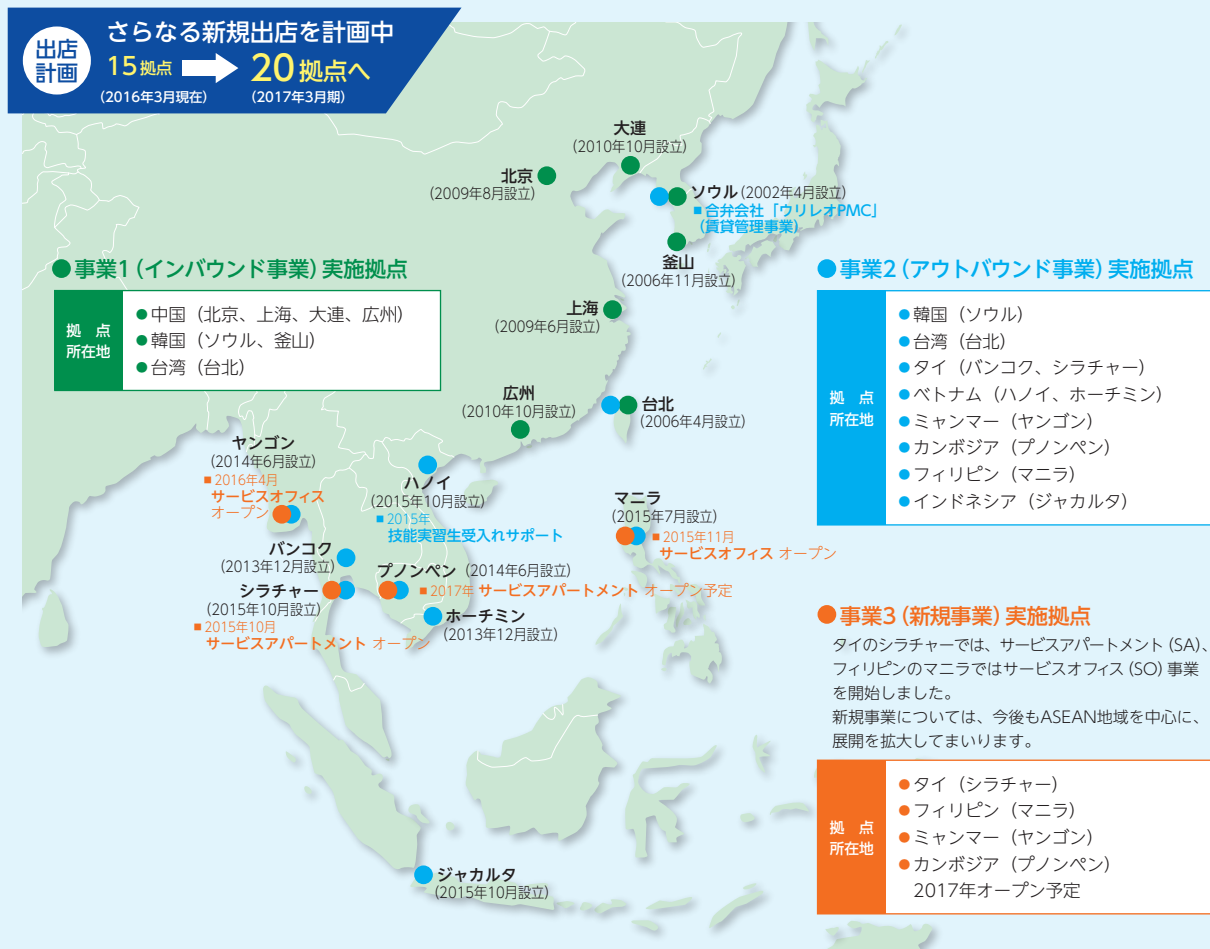 出店
計画
さらなる新規出店を計画中
15拠点
20拠点へ
(2016年3月現在)
(2017年3月期)
大連
(2010年10月設立)
北京
(2009年8月設立)
ソウル(2002年4月設立)
■合弁会社「ウリレオPMC」
(賃貸管理事業)
釜山
(2006年11月設立)
上海
(2009年6月設立)
広州
(2010年10月設立)
台北
(2006年4月設立)
ヤンゴン
(2014年6月設立)
■2016年4月
サービスオフィス
オープン
ハノイ
(2015年10月設立)
■2015年
技能実習生受入れサポート
マニラ
(2015年7月設立)
■2015年11月
サービスオフィス オープン
バンコク
(2013年12月設立)
シラチャー
(2015年10月設立)
■2015年10月
サービスアパートメント オープン
プノンペン(2014年6月設立)
■2017年 サービスアパートメント オープン予定
ホーチミン
(2013年12月設立)
ジャカルタ
(2015年10月設立)
●事業1(インバウンド事業)実施拠点
拠 点
所在地
●中国(北京、上海、大連、広州)
●韓国(ソウル、釜山)
●台湾(台北)
●事業2(アウトバウンド事業)実施拠点
拠 点
所在地
●韓国(ソウル)
●台湾(台北)
●タイ(バンコク、シラチャー)
●ベトナム(ハノイ、ホーチミン)
●ミャンマー(ヤンゴン)
●カンボジア(プノンペン)
●フィリピン(マニラ)
●インドネシア(ジャカルタ)
●事業3(新規事業)実施拠点
タイのシラチャーでは、サービスアパートメント(SA)、
フィリピンのマニラではサービスオフィス(SO)事業
を開始しました。
新規事業については、今後もASEAN地域を中心に、
展開を拡大してまいります。
拠 点
所在地
●タイ(シラチャー)
●フィリピン(マニラ)
●ミャンマー(ヤンゴン)
●カンボジア(プノンペン)
2017年オープン予定